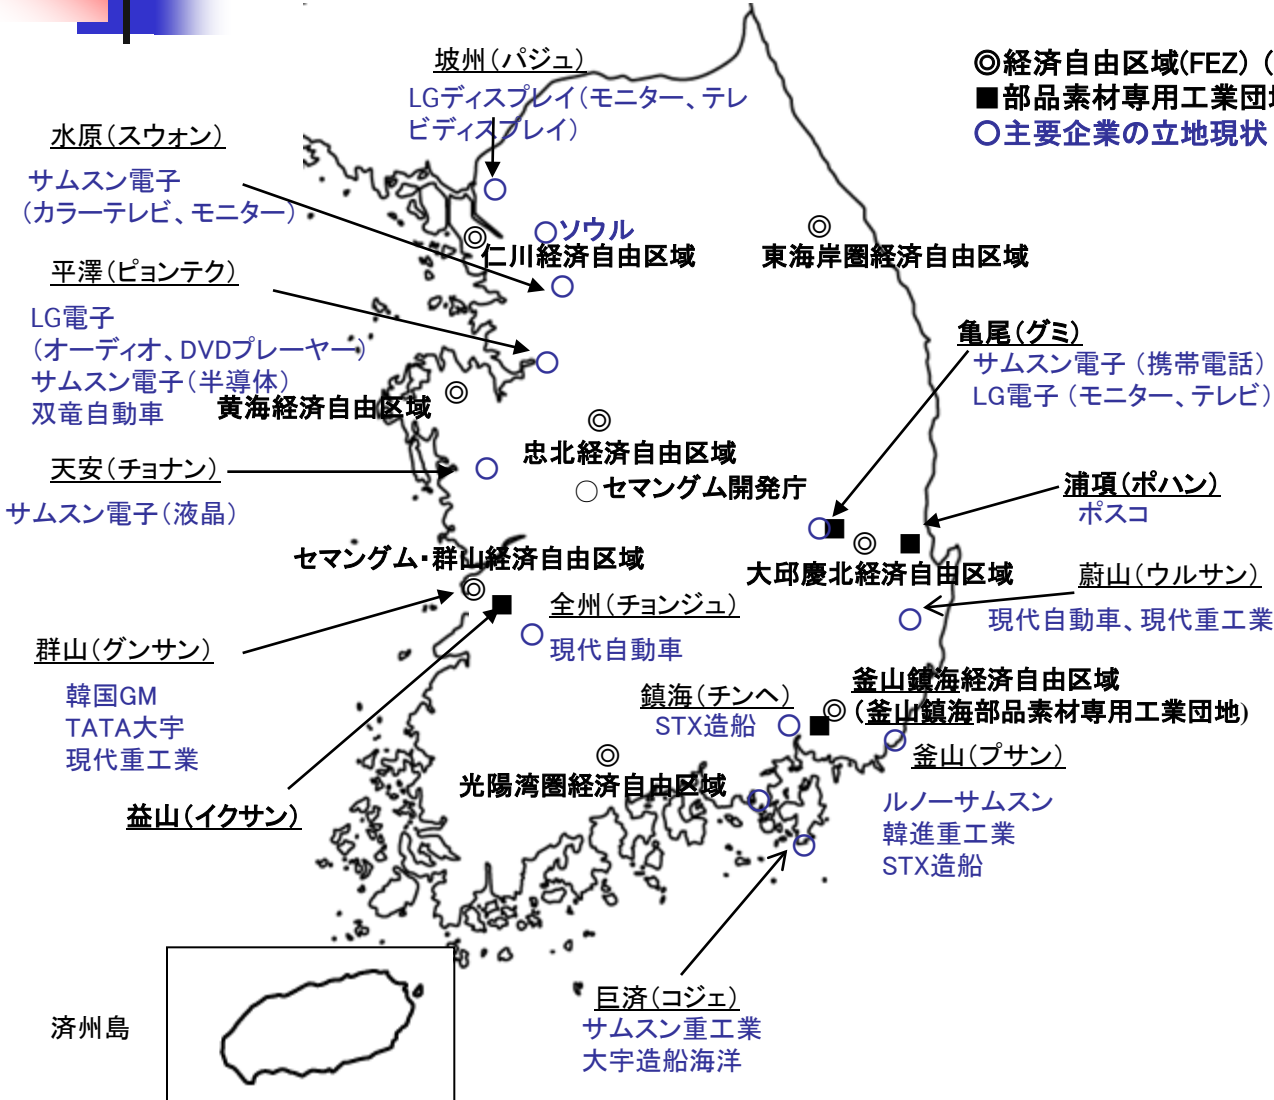 坡州（パジュ）
LGディスプレイ（モニター、テレ
ビディスプレイ）
◎経済自由区域(FEZ)（
■部品素材専用工業団地
○主要企業の立地現状
水原（スウォン）
サムスン電子
（カラーテレビ、モニター）
ソウル
仁川経済自由区域
東海岸圏経済自由区域
平澤（ピョンテク）
LG電子
（オーディオ、DVDプレーヤー）
サムスン電子（半導体）
双竜自動車
黄海経済自由区域
亀尾（グミ）
サムスン電子（携帯電話）
LG電子（モニター、テレビ）
忠北経済自由区域
○セマングム開発庁
天安（チョナン）
サムスン電子（液晶）
浦項（ポハン）
ポスコ
セマングム・群山経済自由区域
大邱慶北経済自由区域
蔚山（ウルサン）
現代自動車、現代重工業
全州（チョンジュ）
現代自動車
群山（グンサン）
韓国GM
TATA大宇
現代重工業
鎮海（チンヘ）
STX造船
釜山鎮海経済自由区域
（釜山鎮海部品素材専用工業団地)
釜山（プサン）
ルノーサムスン
韓進重工業
STX造船
光陽湾圏経済自由区域
益山（イクサン）
巨済（コジェ）
サムスン重工業
大宇造船海洋
済州島